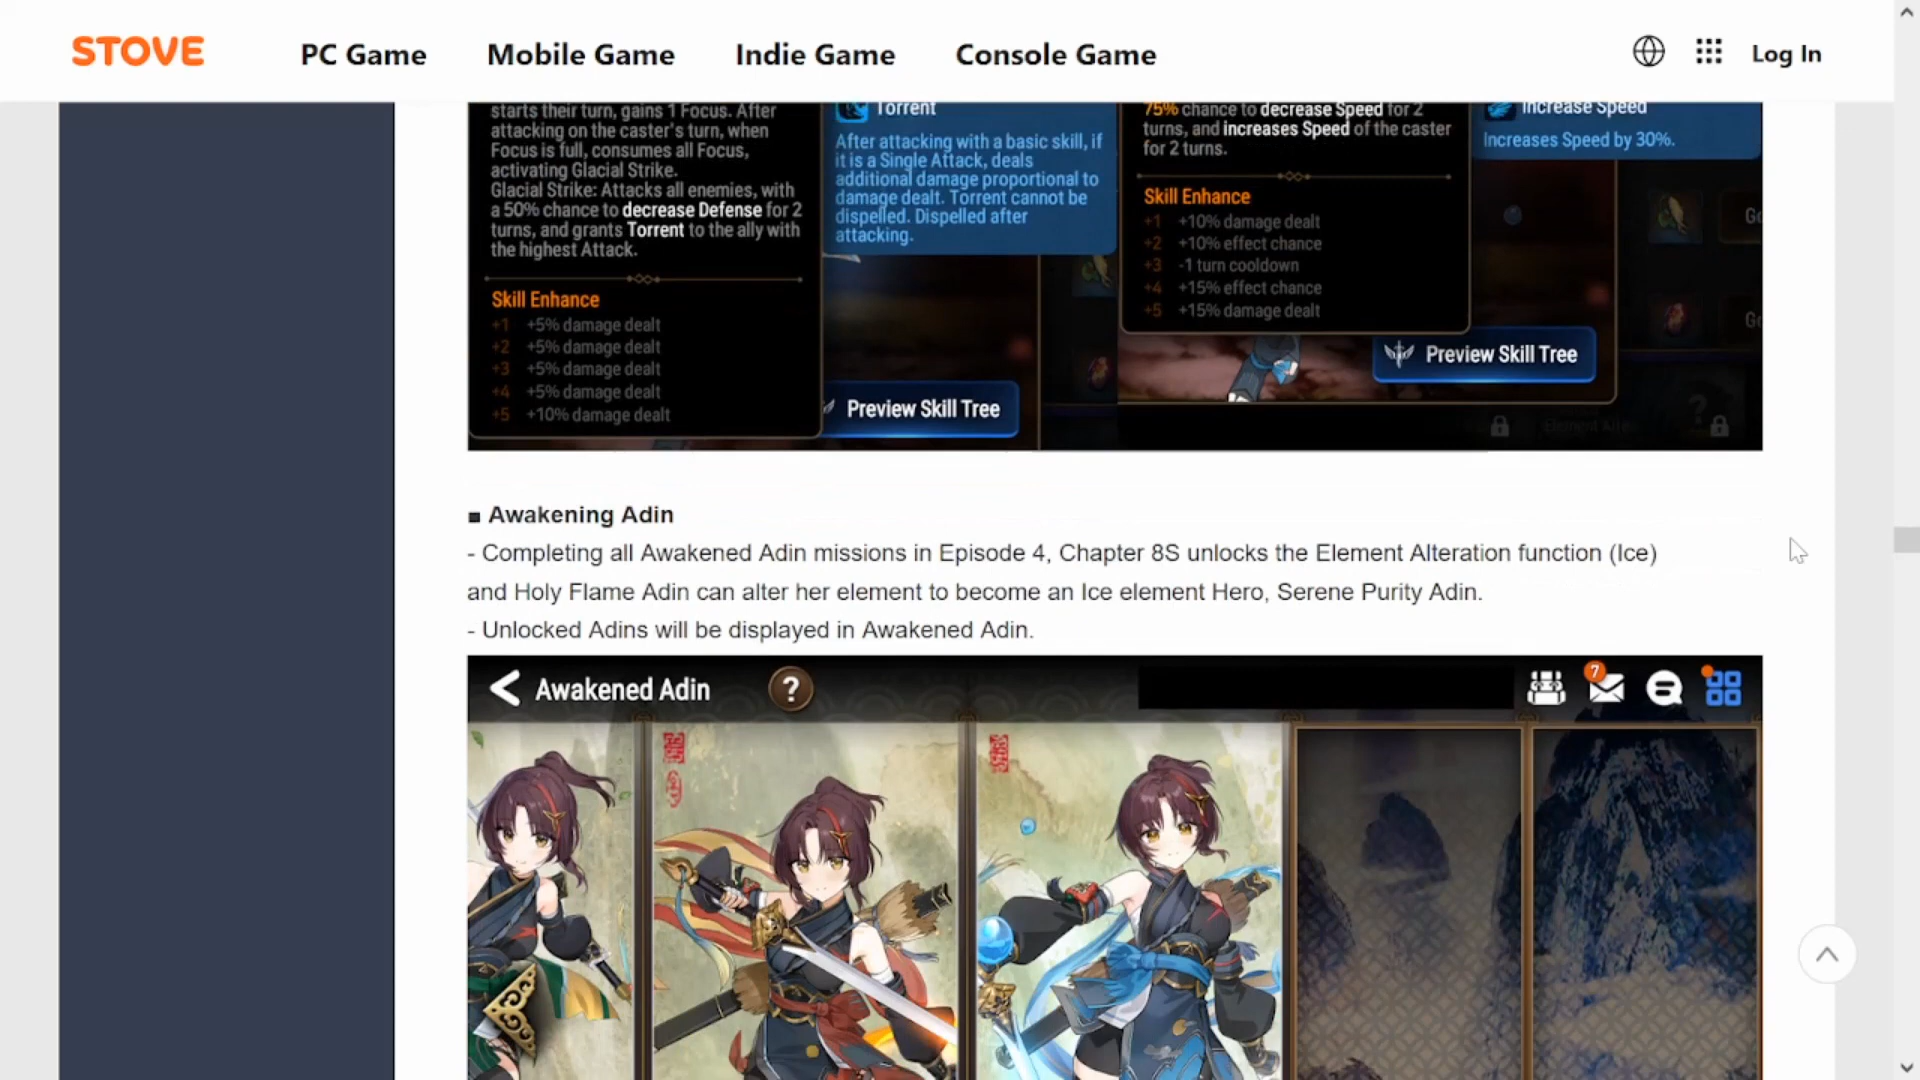 STOVE PC Game Mobile Game Indie Game Console Game Log In
starts their turn, gains 1 Focus. After
attacking on the caster's turn, when
Focus is full, consumes all Focus,
activating Glacial Strike.
Glacial Strike: Attacks all enemies, with
a 50% chance to decrease Defense for 2
turns, and grants Torrent to the ally with
the highest Attack.
Skill Enhance
+1 +5% damage dealt
+2 +5% damage dealt
+3 +5% damage dealt
+4 +5% damage dealt
+5 +10% damage dealt
Torrent
After attacking with a basic skill, if
it is a Single Attack, deals
additional damage proportional to
damage dealt. Torrent cannot be
dispelled. Dispelled after
attacking.
Preview Skill Tree
75% chance to decrease Speed for 2
turns, and increases Speed of the caster
for 2 turns.
Skill Enhance
+1 +10% damage dealt
+2 +10% effect chance
+3 -1 turn cooldown
+4 +15% effect chance
+5 +15% damage dealt
Increase Speed
Increases Speed by 30%.
Go
Go
Preview Skill Tree
■ Awakening Adin
- Completing all Awakened Adin missions in Episode 4, Chapter 8S unlocks the Element Alteration function (Ice)
and Holy Flame Adin can alter her element to become an Ice element Hero, Serene Purity Adin.
- Unlocked Adins will be displayed in Awakened Adin.
Awakened Adin ? 7